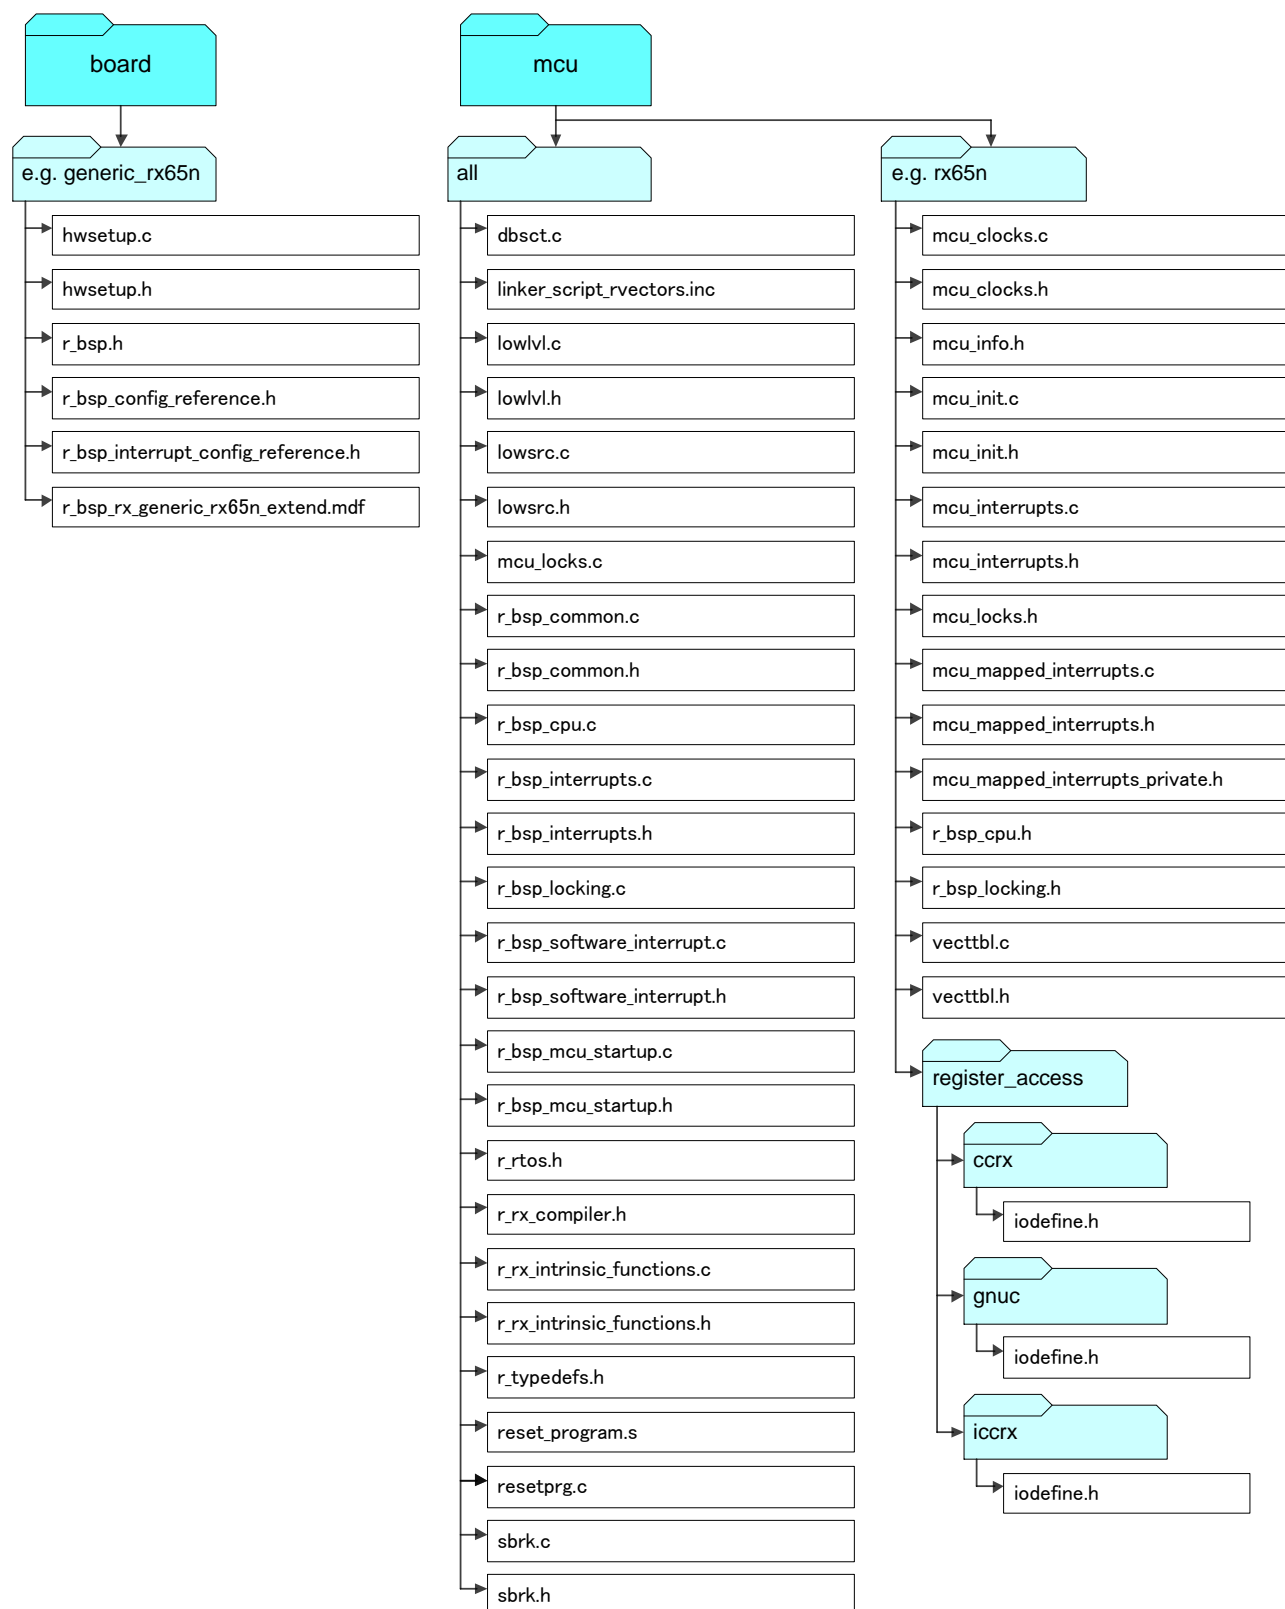 board
e.g. generic_rx65n
hwsetup.c
hwsetup.h
r_bsp.h
r_bsp_config_reference.h
r_bsp_interrupt_config_reference.h
r_bsp_rx_generic_rx65n_extend.mdf
mcu
all
dbsct.c
linker_script_rvectors.inc
lowlvl.c
lowlvl.h
lowsrc.c
lowsrc.h
mcu_locks.c
r_bsp_common.c
r_bsp_common.h
r_bsp_cpu.c
r_bsp_interrupts.c
r_bsp_interrupts.h
r_bsp_locking.c
r_bsp_software_interrupt.c
r_bsp_software_interrupt.h
r_bsp_mcu_startup.c
r_bsp_mcu_startup.h
r_rtos.h
r_rx_compiler.h
r_rx_intrinsic_functions.c
r_rx_intrinsic_functions.h
r_typedefs.h
reset_program.s
resetprg.c
sbrk.c
sbrk.h
e.g. rx65n
mcu_clocks.c
mcu_clocks.h
mcu_info.h
mcu_init.c
mcu_init.h
mcu_interrupts.c
mcu_interrupts.h
mcu_locks.h
mcu_mapped_interrupts.c
mcu_mapped_interrupts.h
mcu_mapped_interrupts_private.h
r_bsp_cpu.h
r_bsp_locking.h
vecttbl.c
vecttbl.h
register_access
ccrx
iodefine.h
gnuc
iodefine.h
iccrx
iodefine.h